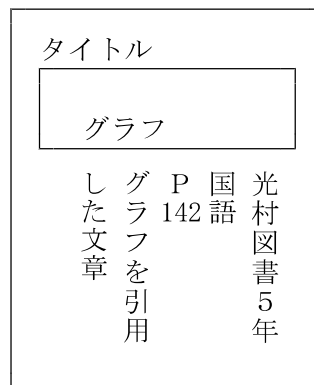 タイトル
グラフ
光村図書５年
国語
Ｐ142
グラフを引用
した文章